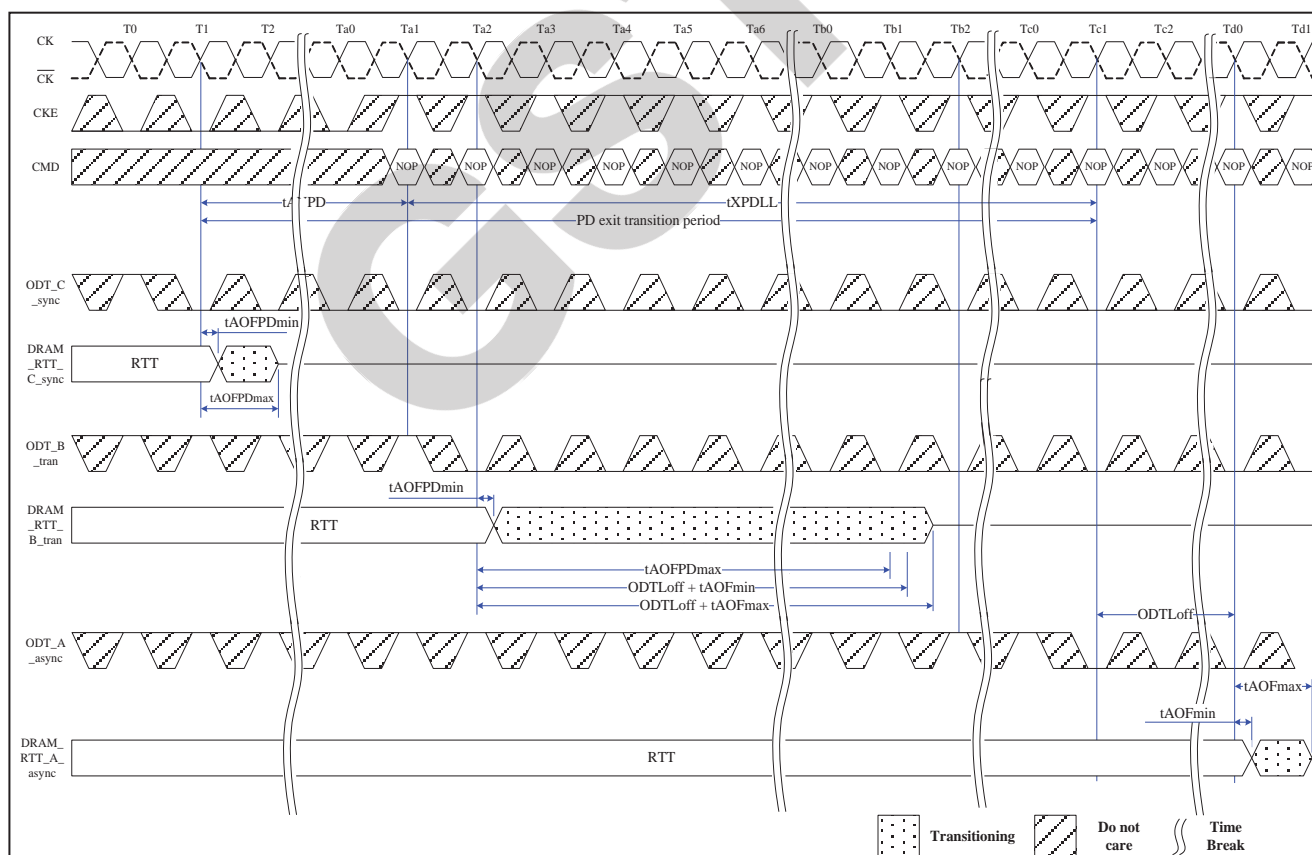 T0 T1 T2 Ta0 Ta1 Ta2 Ta3 Ta4 Ta5 Ta6 Tb0 Tb1 Tb2 Tc0 Tc1 Tc2 Td0 Td1
CK
CK
CKE
CMD
NOP NOP NOP NOP NOP NOP NOP NOP NOP NOP NOP NOP NOP NOP
tXPDLL
PD exit transition period
ODT_C
_sync
tAOFPDmin
DRAM
_RTT_
C_sync
RTT
tAOFPDmax
ODT_B
_tran
tAOFPDmin
DRAM
_RTT_
B_tran
RTT
tAOFPDmax
ODTLoff + tAOFmin
ODTLoff + tAOFmax
ODTLoff
ODT_A
_async
tAOFmax
tAOFmin
DRAM_
RTT_A_
async
RTT
Transitioning
Do not
care
Time
Break